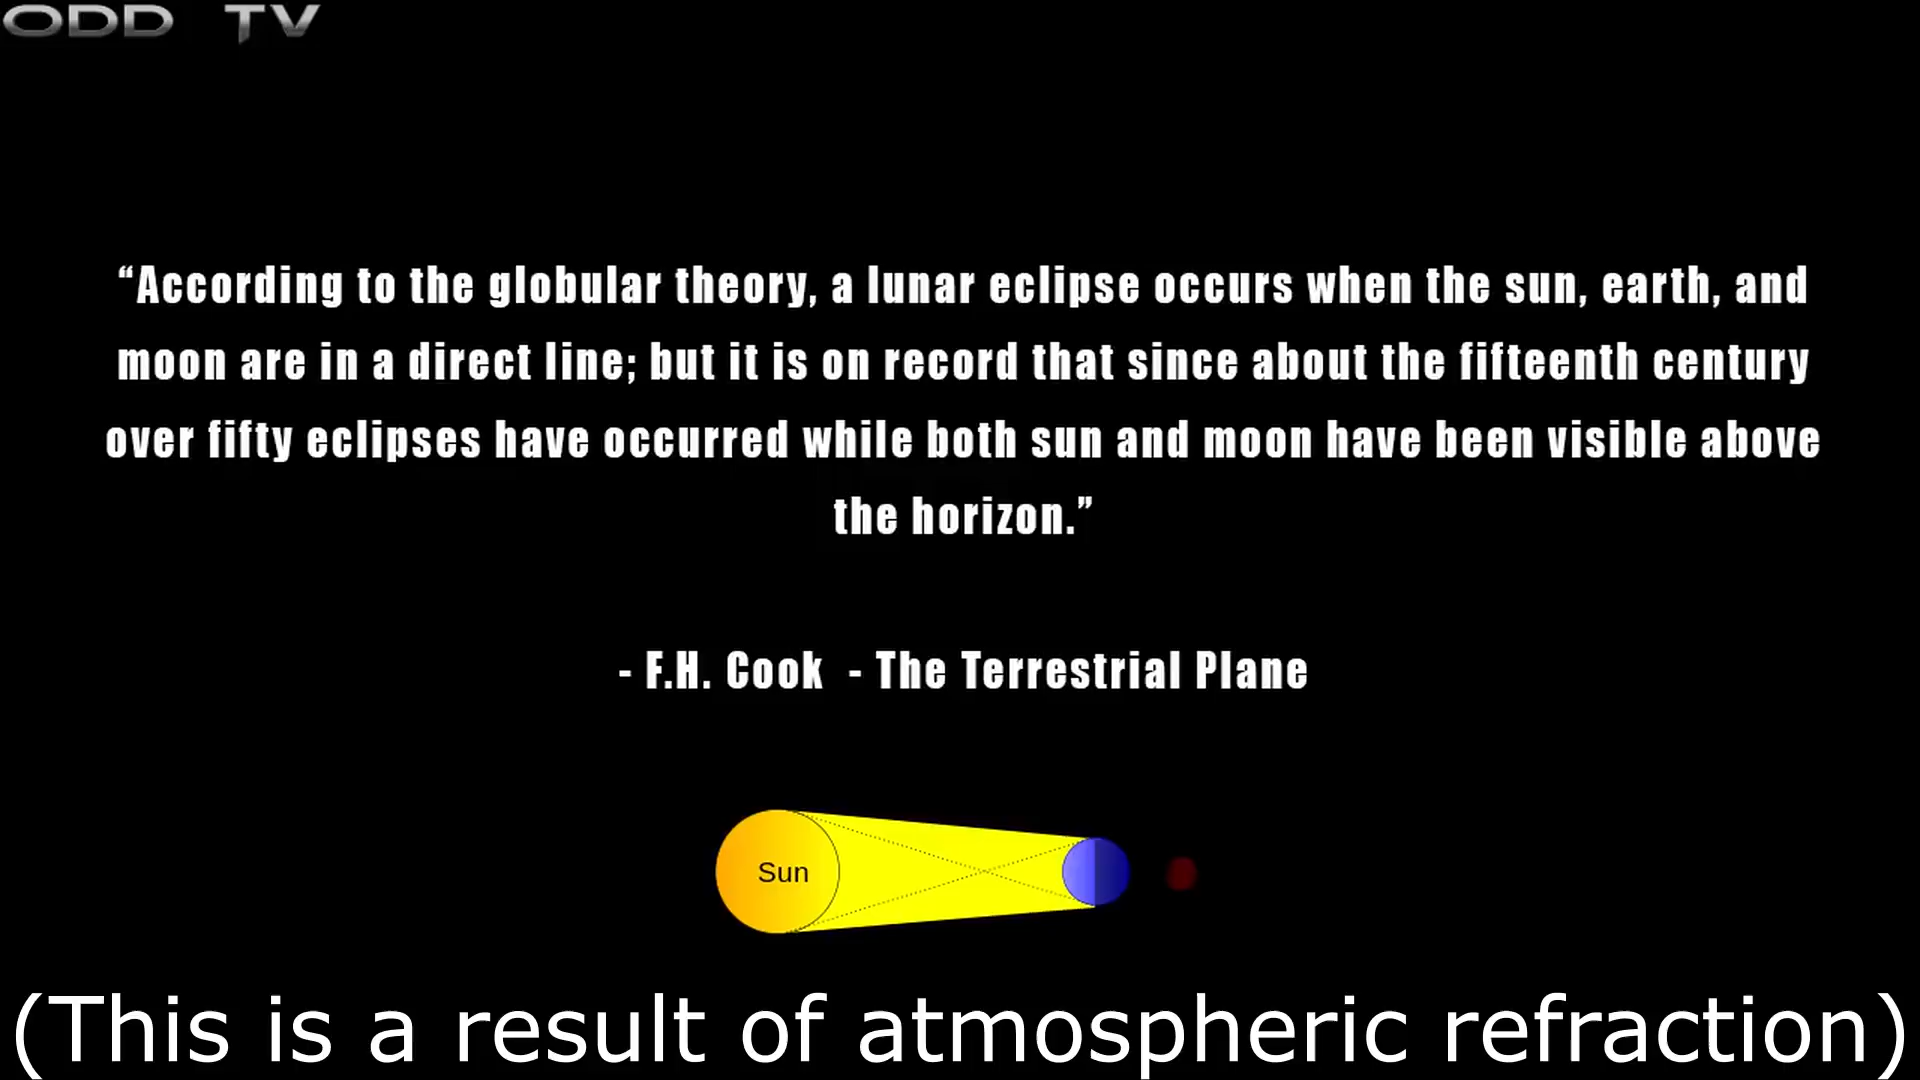 ODD TV
“According to the globular theory, a lunar eclipse occurs when the sun, earth, and
moon are in a direct line; but it is on record that since about the fifteenth century
over fifty eclipses have occurred while both sun and moon have been visible above
the horizon.”
- F.H. Cook - The Terrestrial Plane
Sun
(This is a result of atmospheric refraction)